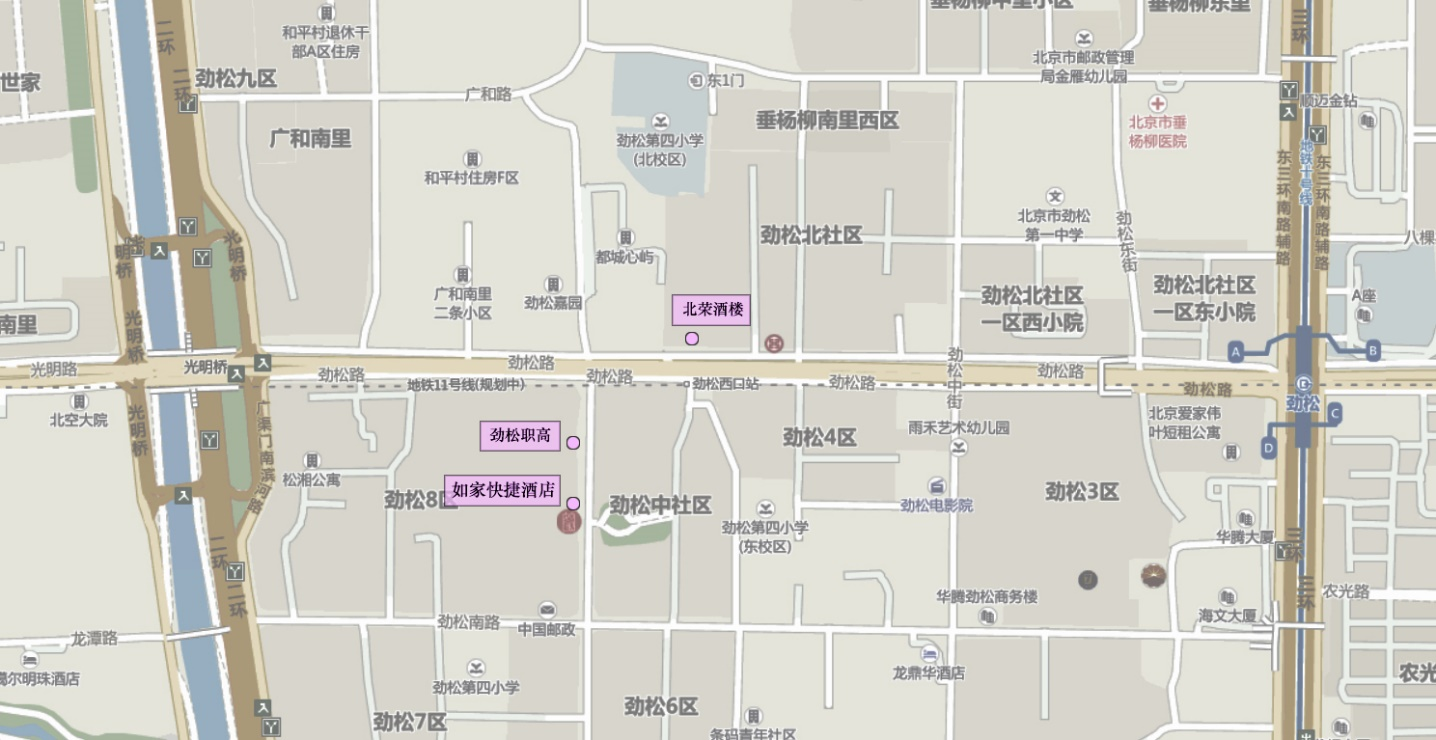 垂杨柳中里小区
垂杨柳东里
三环
二环
和平村退休干
部A区住房
世家
劲松九区
二环
广和路
东1门
北京市邮政管理
局金雁幼儿园
顺迈金钻
广和南里
劲松第四小学
(北校区)
垂杨柳南里西区
北京市垂
杨柳医院
地铁十号线
东三环南路辅路
东三环南路辅路
和平村住房F区
北京市劲松
第一中学
劲松东街
光明桥
光明桥
都城心屿
劲松北社区
八棵
广和南里
二条小区
劲松嘉园
北荣酒楼
劲松北社区
一区西小院
劲松北社区
一区东小院
A座
南里
光明桥
A
B
光明路
光明桥
劲松路
劲松路
劲松路
劲松路
劲松路
劲松路
地铁11号线(规划中)
劲松西口站
劲松中街
劲松
C
D
北空大院
光明桥
广渠门南滨河路
劲松职高
劲松4区
雨禾艺术幼儿园
北京爱家伟
叶短租公寓
松湘公寓
如家快捷酒店
劲松8区
劲松中社区
劲松电影院
劲松3区
劲松第四小学
(东校区)
华腾大厦
三环
二环
二环
三环
农光路
华腾劲松商务楼
海文大厦
劲松南路
中国邮政
龙潭路
龙鼎华酒店
劲松第四小学
农光
劲松7区
劲松6区
条码青年社区